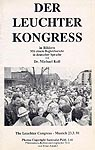 DER
LEUCHTER
KONGRESS
in Bildern
Mit einem Begleitbericht
in deutscher Sprache
von
Dr. Michael Koll
The Leuchter Congress - Munich 23.3.91